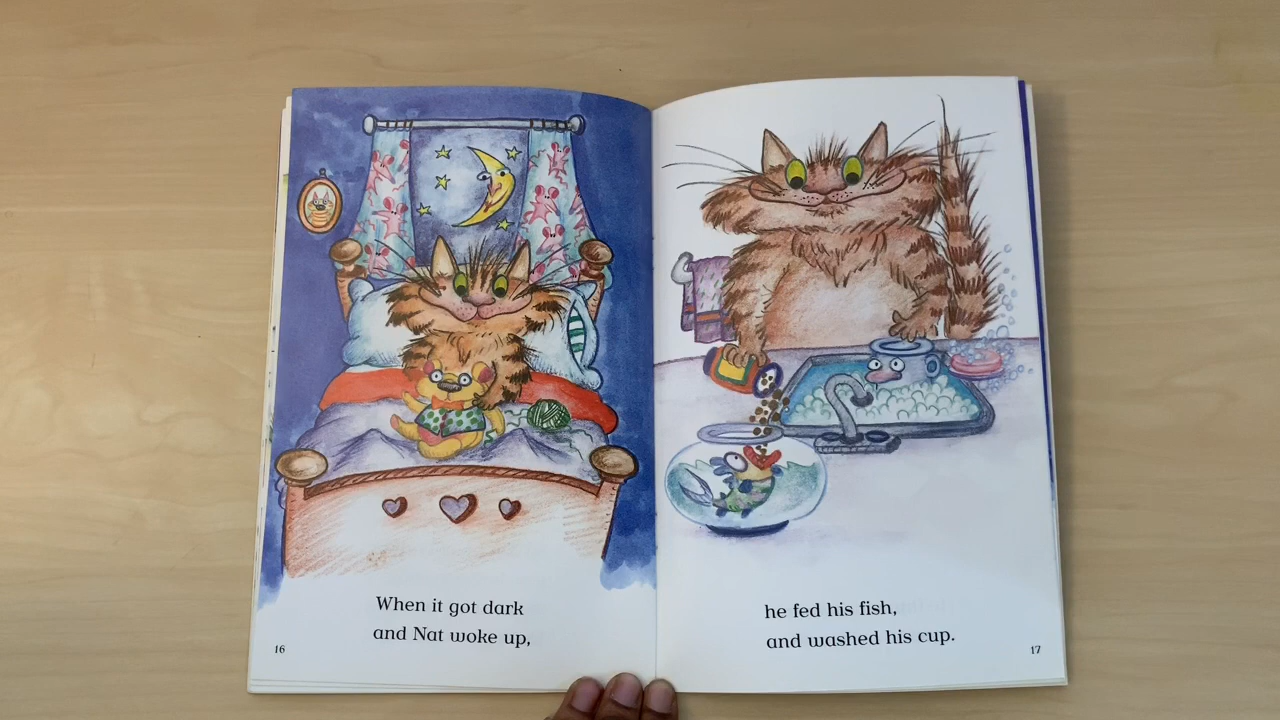 When it got dark
and Nat woke up,
16
he fed his fish,
and washed his cup.
17